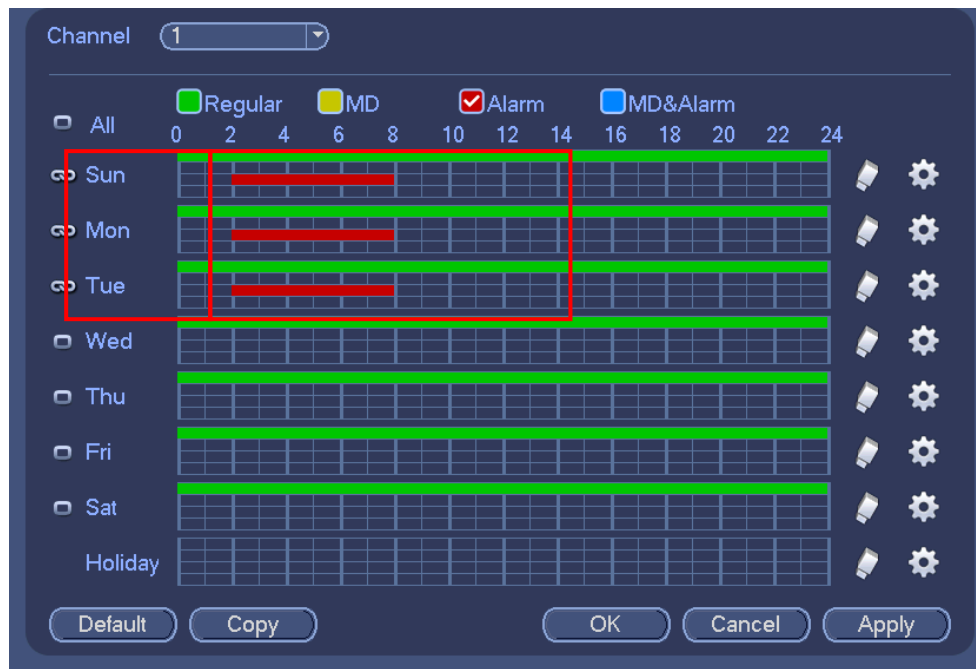 Channel 1
Regular MD Alarm MD&Alarm
All 0 2 4 6 8 10 12 14 16 18 20 22 24
Sun
Mon
Tue
Wed
Thu
Fri
Sat
Holiday
Default Copy OK Cancel Apply